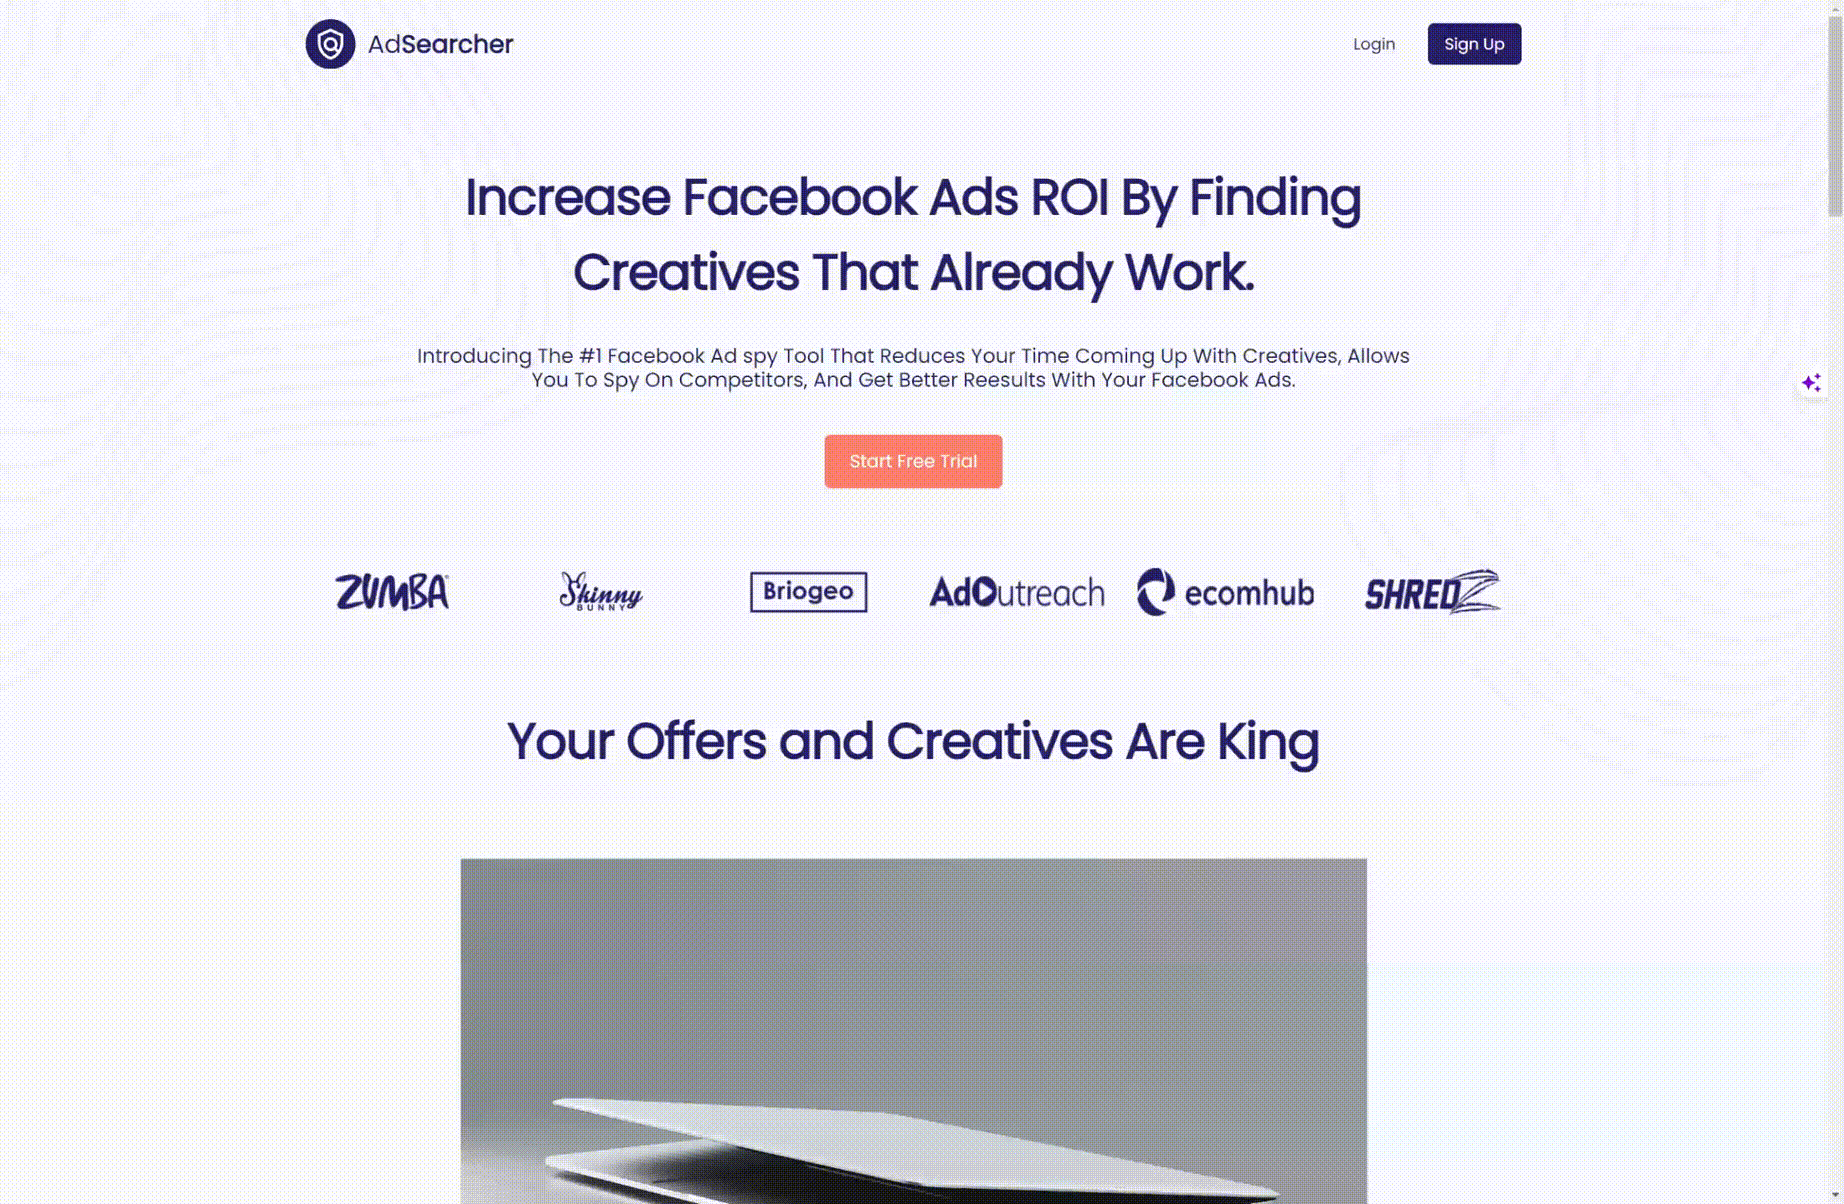 AdSearcher
Login
Sign Up
Increase Facebook Ads ROI By Finding
Creatives That Already Work.
Introducing The #1 Facebook Ad spy Tool That Reduces Your Time Coming Up With Creatives, Allows
You To Spy On Competitors, And Get Better Reesults With Your Facebook Ads.
Start Free Trial
ZUMBA
Skinny
BUNNY
Briogeo
AdOutreach
ecomhub
SHREDZ
Your Offers and Creatives Are King